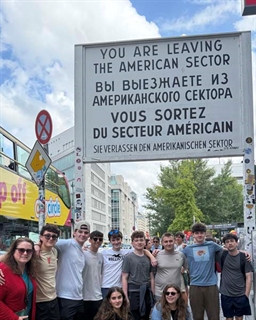 YOU ARE LEAVING
THE AMERICAN SECTOR
ВЫ ВЫЕЗЖАЕТЕ ИЗ
АМЕРИКАНСКОГО СЕКТОРА
VOUS SORTEZ
DU SECTEUR AMÉRICAIN
SIE VERLASSEN DEN AMERIKANISCHEN SEKTOR